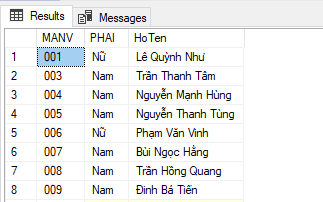 Results Messages
MANV PHAI HoTen
1 001 Nữ Lê Quỳnh Như
2 003 Nam Trần Thanh Tâm
3 004 Nam Nguyễn Mạnh Hùng
4 005 Nam Nguyễn Thanh Tùng
5 006 Nữ Phạm Văn Vinh
6 007 Nam Bùi Ngọc Hằng
7 008 Nam Trần Hồng Quang
8 009 Nam Đinh Bá Tiến